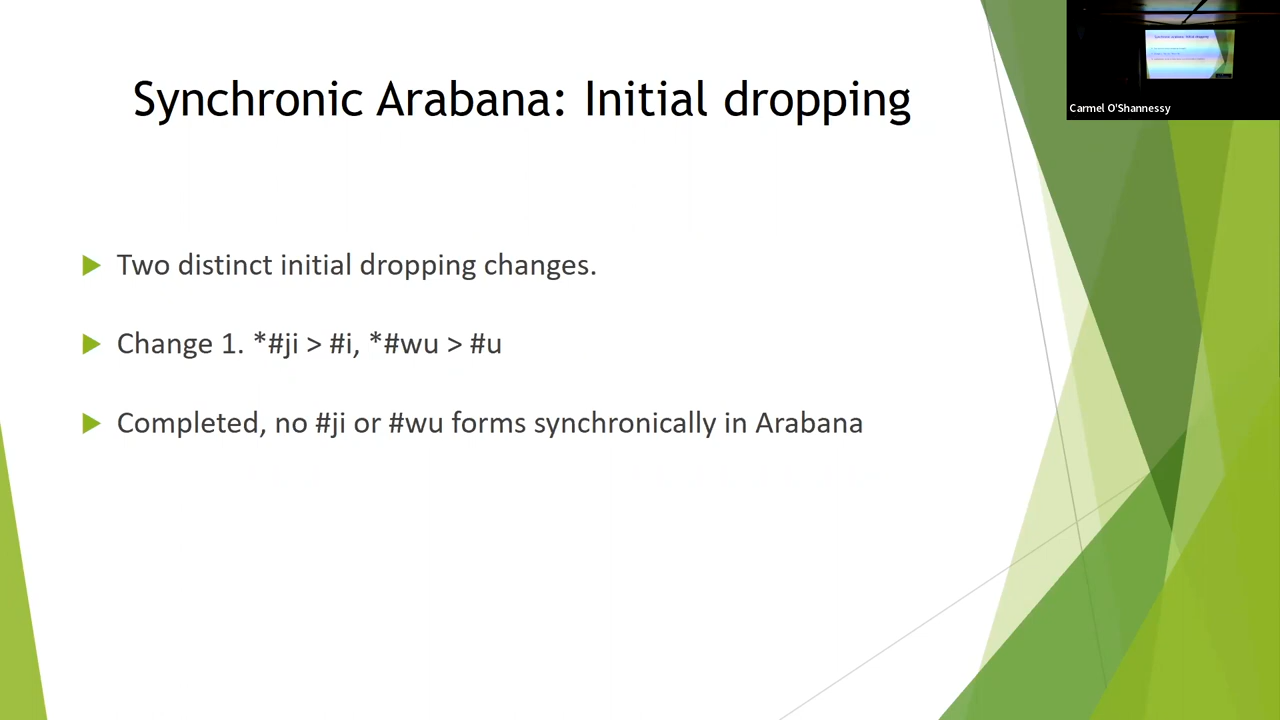 Synchronic Arabana: Initial dropping
Carmel O'Shannessy
Two distinct initial dropping changes.
Change 1. *#ji > #i, *#wu > #u
Completed, no #ji or #wu forms synchronically in Arabana